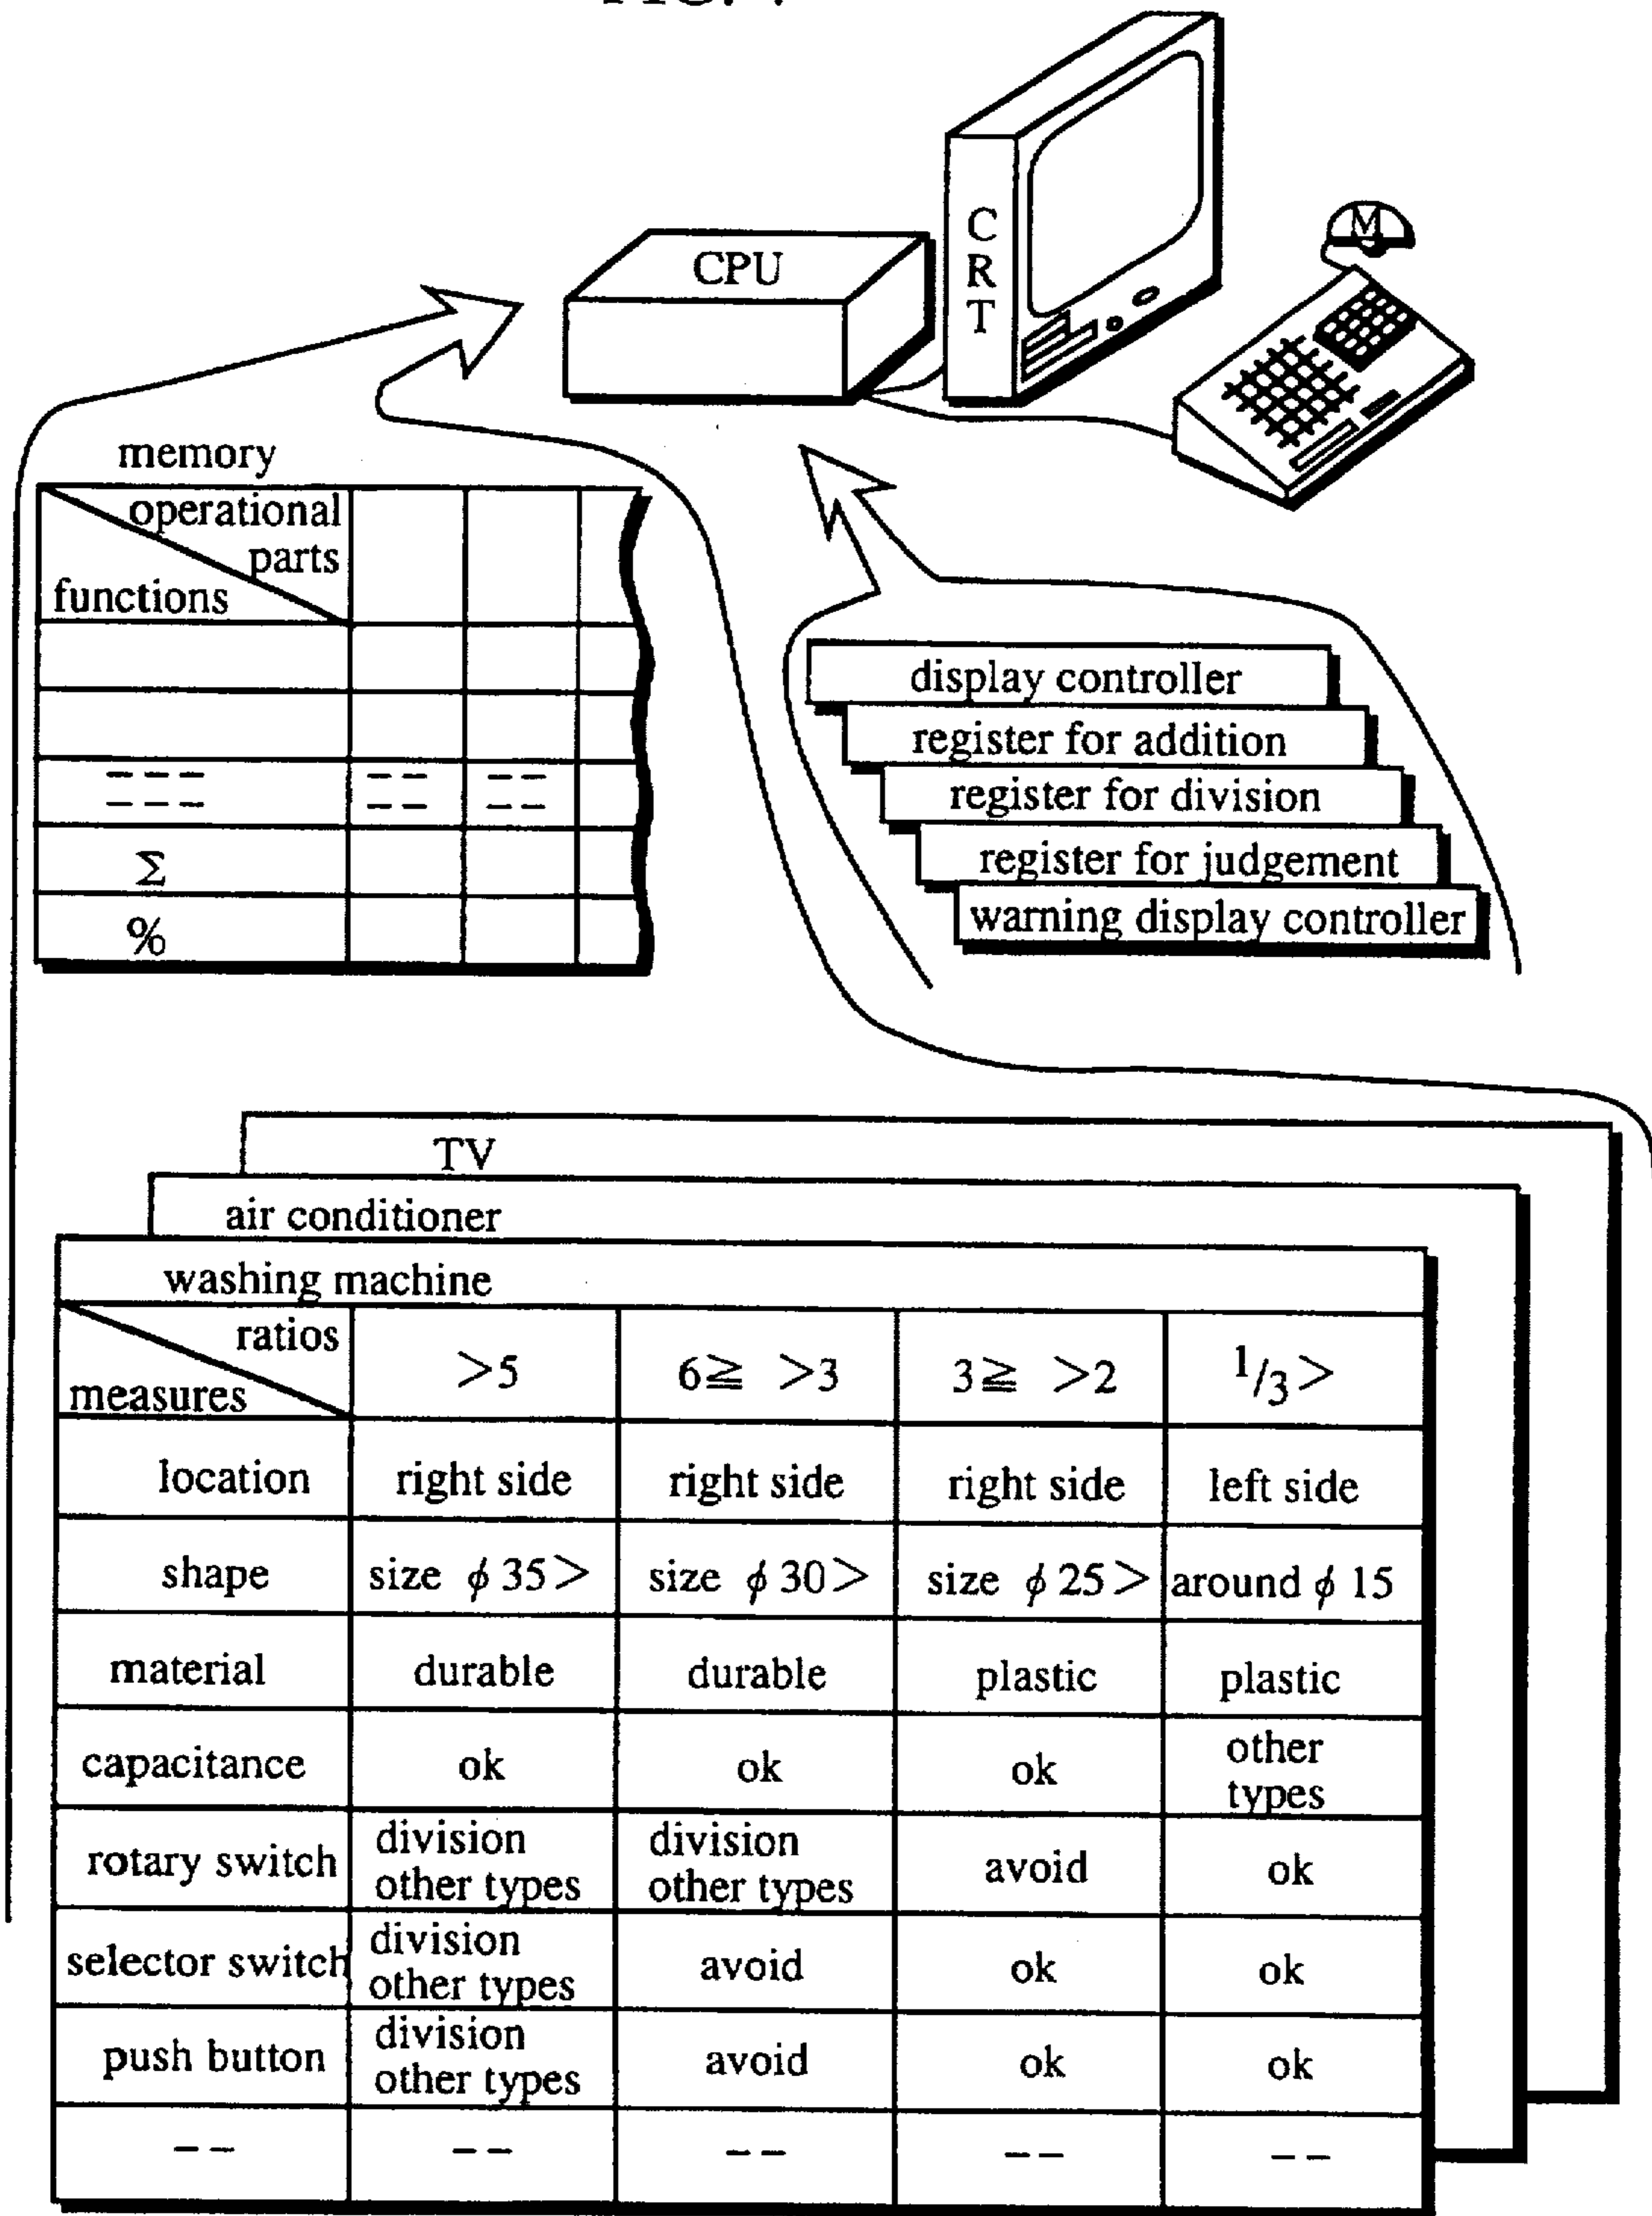 CPU
C
R
T
M
memory
operational
parts
functions
--- -- --
--- -- --
Σ
%
display controller
register for addition
register for division
register for judgement
warning display controller
TV
air conditioner
washing machine
ratios
measures
>5 6≧ >3 3≧ >2 1/3>
location right side right side right side left side
shape size ϕ 35> size ϕ 30> size ϕ 25> around ϕ 15
material durable durable plastic plastic
capacitance ok ok ok other
types
rotary switch division division avoid ok
other types other types
selector switch division avoid ok ok
other types
push button division avoid ok ok
other types
-- -- -- -- --